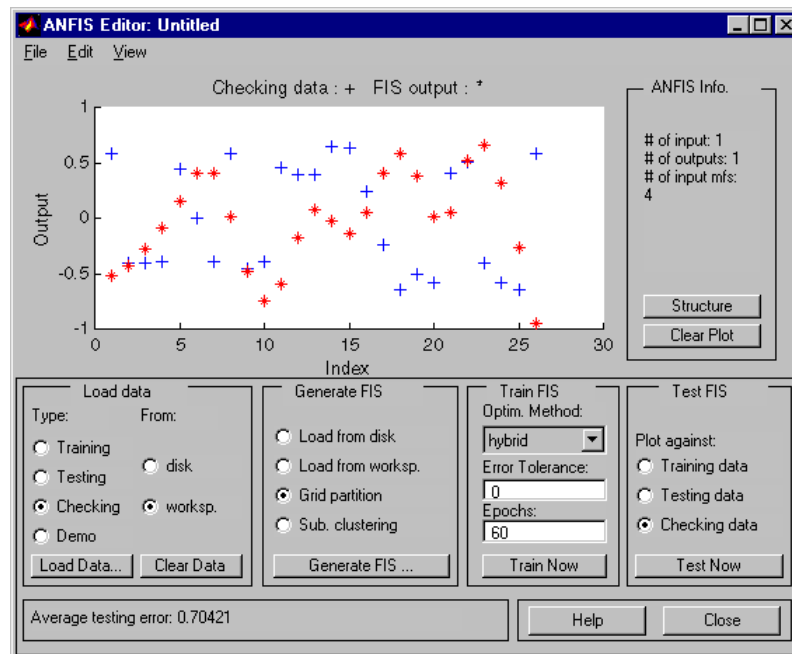 ANFIS Editor: Untitled
File Edit View
Checking data : + FIS output : *
1
0.5
0
-0.5
-1
Output
0 5 10 15 20 25 30
Index
ANFIS Info.
# of input: 1
# of outputs: 1
# of input mfs:
4
Structure
Clear Plot
Load data
Type: From:
Training
Testing
Checking
Demo
disk
worksp.
Load Data... Clear Data
Generate FIS
Load from disk
Load from worksp.
Grid partition
Sub. clustering
Generate FIS ...
Train FIS
Optim. Method:
hybrid
Error Tolerance:
0
Epochs:
60
Train Now
Test FIS
Plot against:
Training data
Testing data
Checking data
Test Now
Average testing error: 0.70421
Help Close